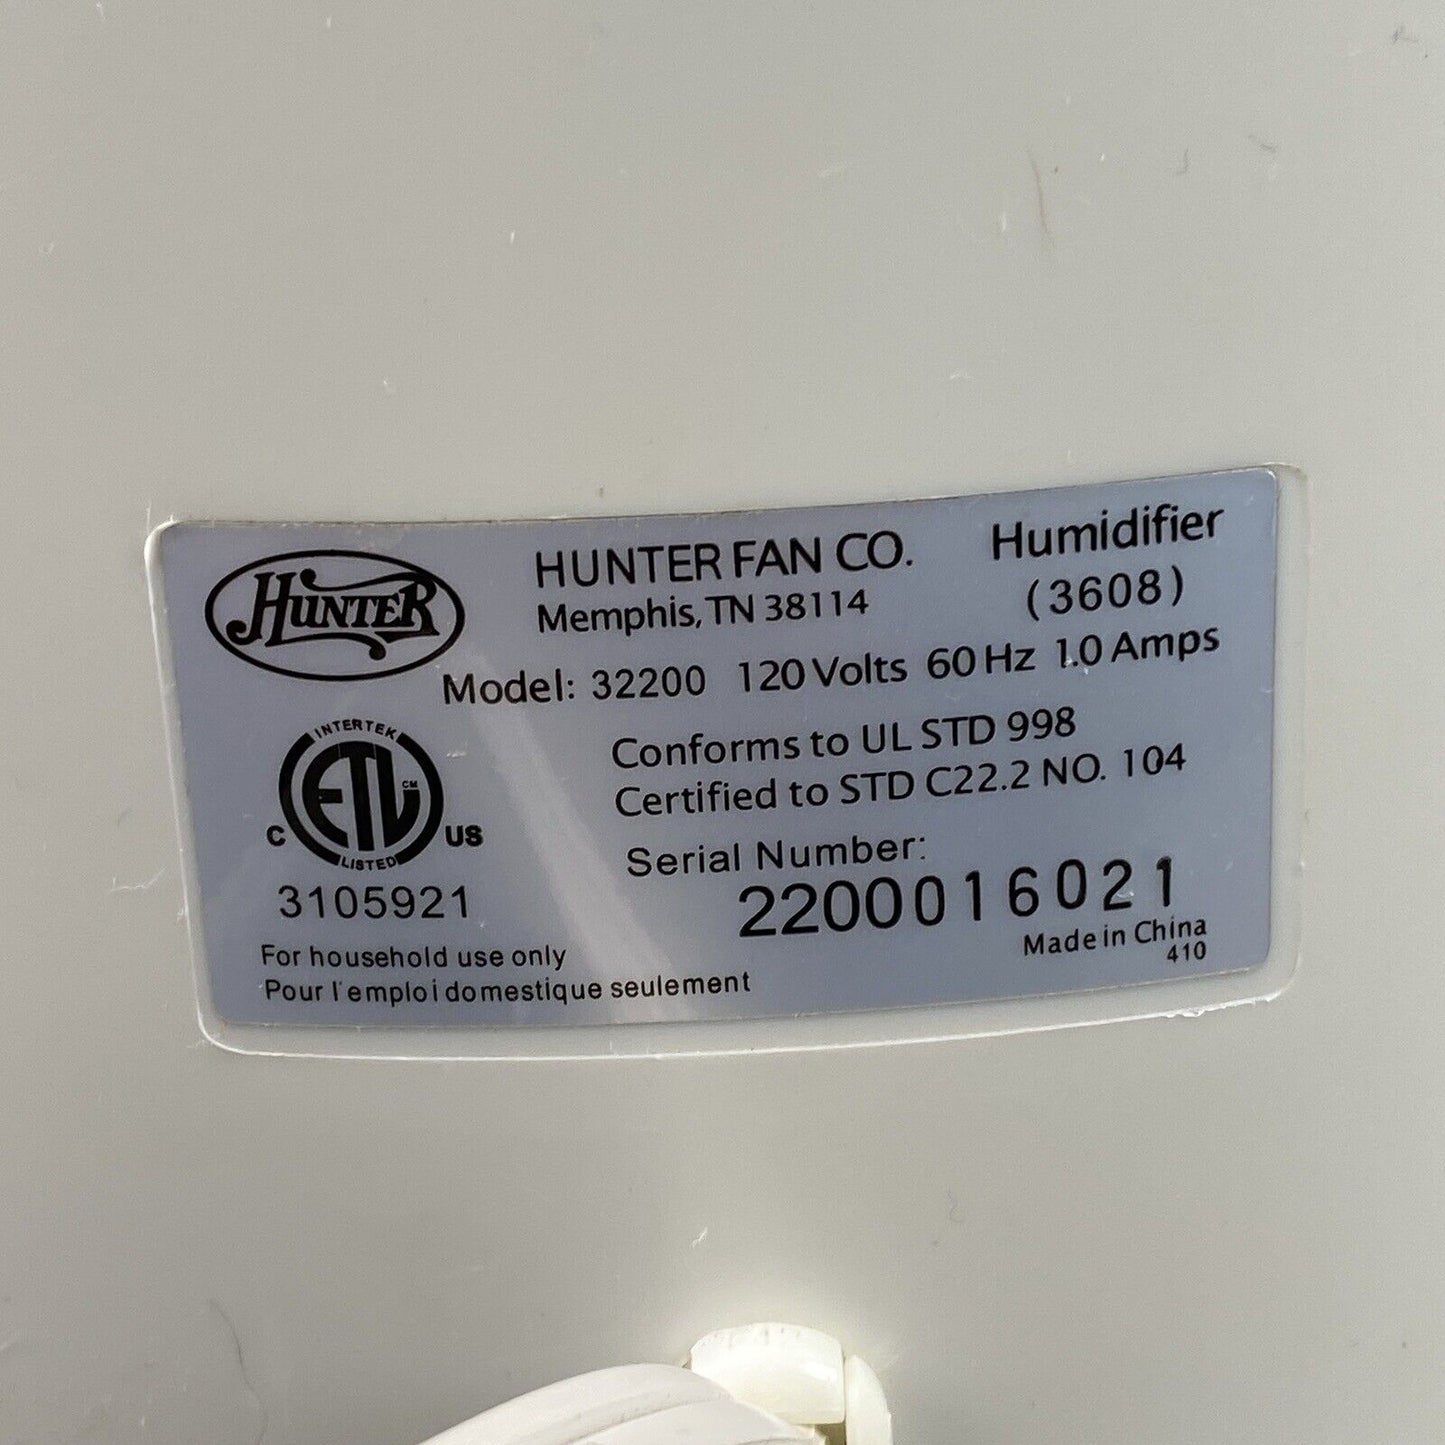 HUNTER
HUNTER FAN CO.
Memphis, TN 38114
Humidifier
(3608)
Model: 32200 120 Volts 60 Hz 1.0 Amps
INTERTEK
ETL CM
LISTED
C US
3105921
Conforms to UL STD 998
Certified to STD C22.2 NO. 104
Serial Number:
2200016021
Made in China
410
For household use only
Pour l'emploi domestique seulement